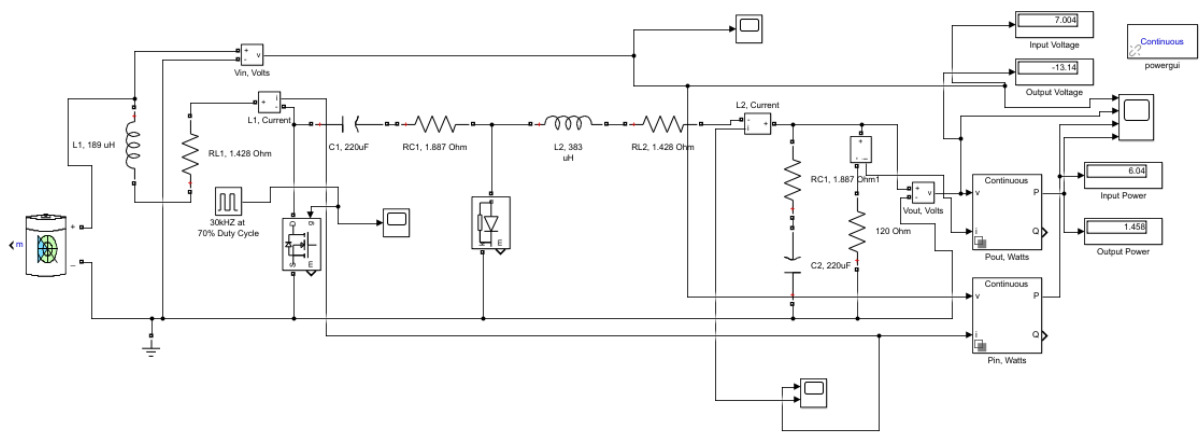 7.004
Input Voltage
Continuous
powergui
-13.14
Output Voltage
+
-
v
Vin, Volts
L1, 189 uH
RL1, 1.428 Ohm
+
i
-
L1, Current
C1, 220uF
RC1, 1.887 Ohm
L2, 383
uH
RL2, 1.428 Ohm
L2, Current
-
i
+
30kHZ at
70% Duty Cycle
RC1, 1.887 Ohm1
C2, 220uF
120 Ohm
+
-
v
Vout, Volts
Continuous
v
P
i
Q
Pout, Watts
6.04
Input Power
1.458
Output Power
m
+
_
Continuous
v
P
i
Q
Pin, Watts